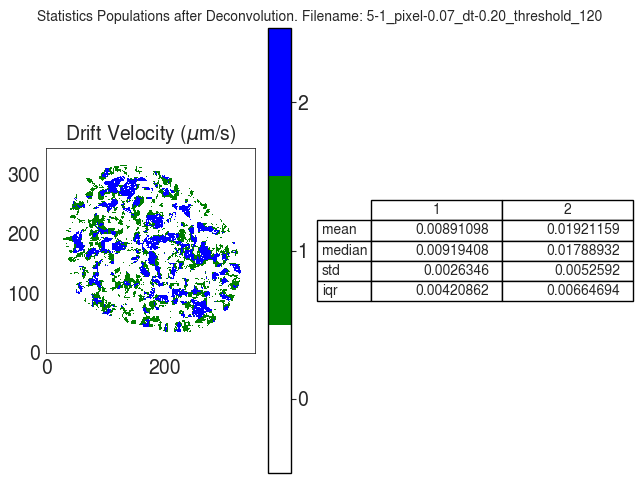 Statistics Populations after Deconvolution. Filename: 5-1_pixel-0.07_dt-0.20_threshold_120
Drift Velocity (μm/s)
300
200
100
0
0 200
2
1
0
1 2
mean 0.00891098 0.01921159
median 0.00919408 0.01788932
std 0.0026346 0.0052592
iqr 0.00420862 0.00664694